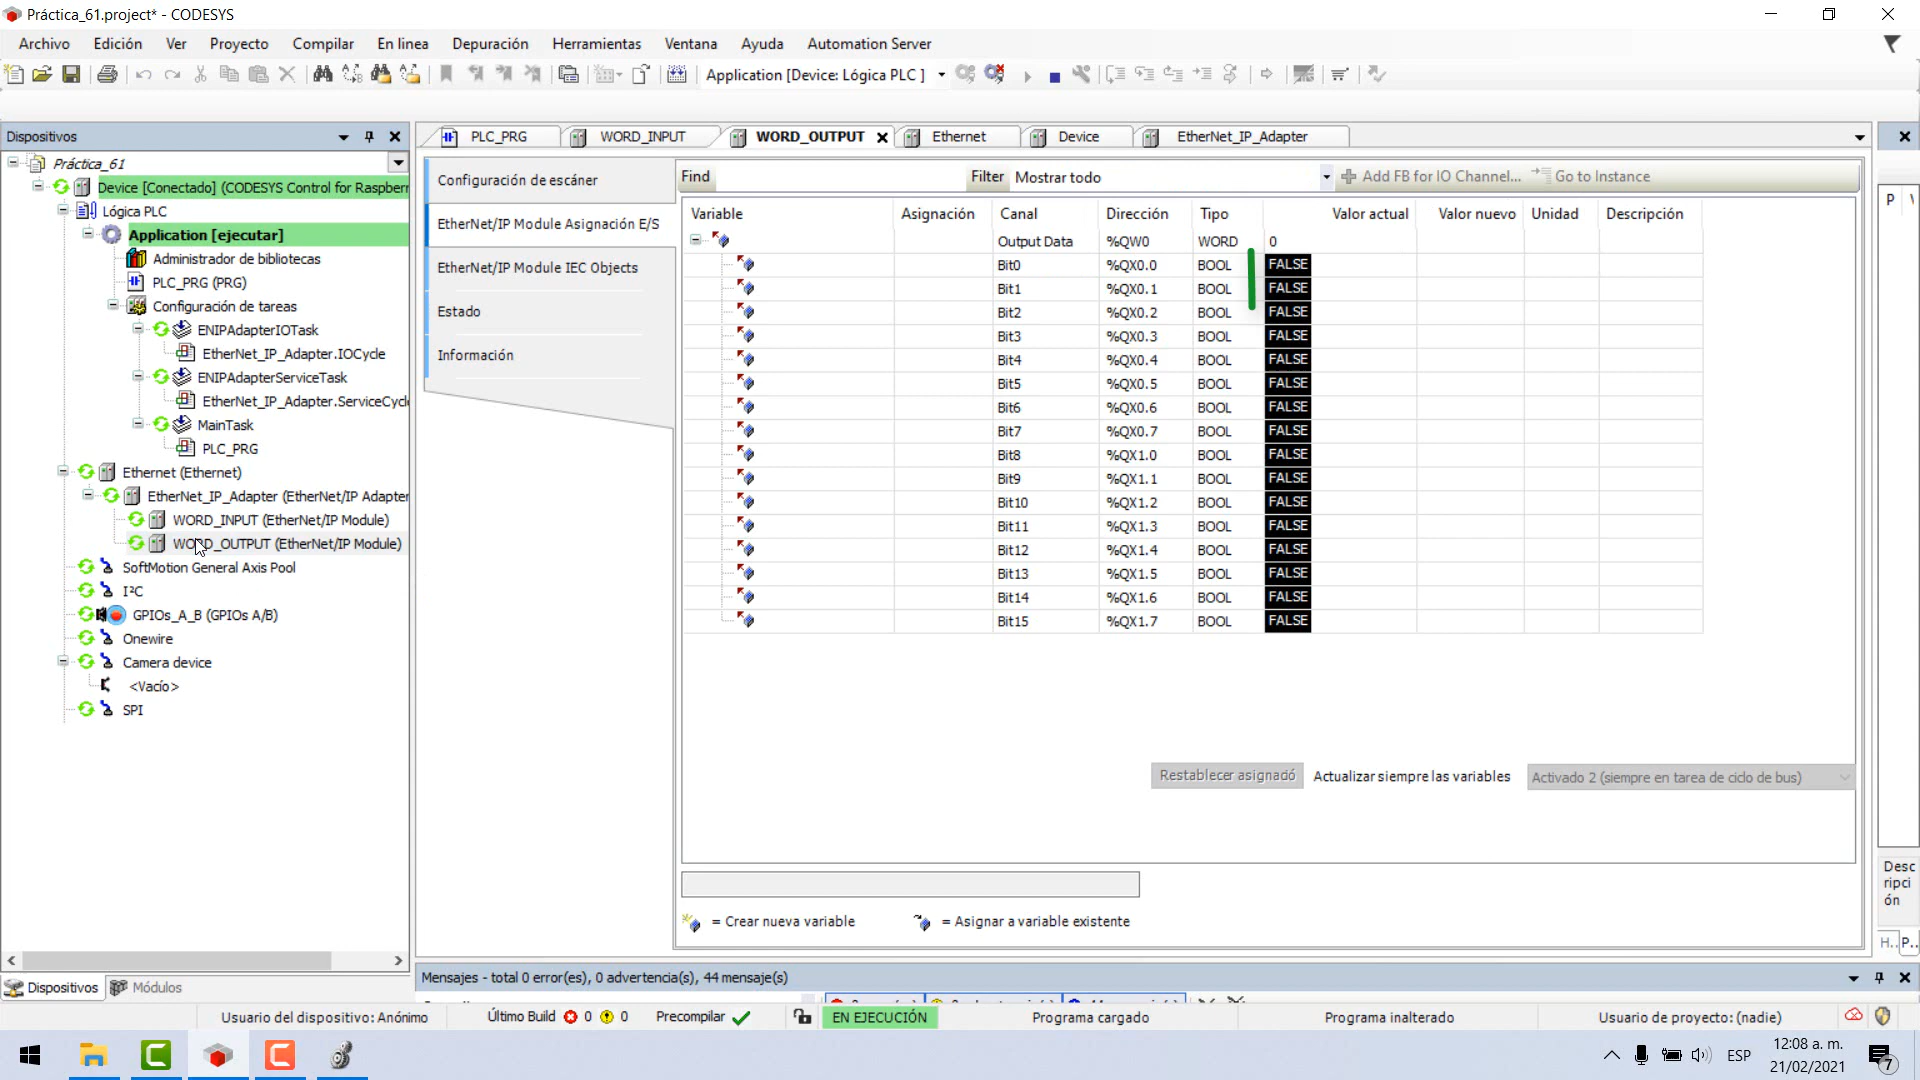 Práctica_61.project* - CODESYS
Archivo Edición Ver Proyecto Compilar En linea Depuración Herramientas Ventana Ayuda Automation Server
Application [Device: Lógica PLC ]
Dispositivos
PLC_PRG WORD_INPUT WORD_OUTPUT Ethernet Device EtherNet_IP_Adapter
Práctica_61
Device [Conectado] (CODESYS Control for Raspberr
Lógica PLC
Application [ejecutar]
Administrador de bibliotecas
PLC_PRG (PRG)
Configuración de tareas
ENIPAdapterIOTask
EtherNet_IP_Adapter.IOCycle
ENIPAdapterServiceTask
EtherNet_IP_Adapter.ServiceCycl
MainTask
PLC_PRG
Ethernet (Ethernet)
EtherNet_IP_Adapter (EtherNet/IP Adapter
WORD_INPUT (EtherNet/IP Module)
WORD_OUTPUT (EtherNet/IP Module)
SoftMotion General Axis Pool
I²C
GPIOs_A_B (GPIOs A/B)
Onewire
Camera device
<Vacío>
SPI
Dispositivos Módulos
Configuración de escáner
EtherNet/IP Module Asignación E/S
EtherNet/IP Module IEC Objects
Estado
Información
Find Filter Mostrar todo Add FB for IO Channel... Go to Instance
Variable Asignación Canal Dirección Tipo Valor actual Valor nuevo Unidad Descripción
Output Data %QW0 WORD 0
Bit0 %QX0.0 BOOL FALSE
Bit1 %QX0.1 BOOL FALSE
Bit2 %QX0.2 BOOL FALSE
Bit3 %QX0.3 BOOL FALSE
Bit4 %QX0.4 BOOL FALSE
Bit5 %QX0.5 BOOL FALSE
Bit6 %QX0.6 BOOL FALSE
Bit7 %QX0.7 BOOL FALSE
Bit8 %QX1.0 BOOL FALSE
Bit9 %QX1.1 BOOL FALSE
Bit10 %QX1.2 BOOL FALSE
Bit11 %QX1.3 BOOL FALSE
Bit12 %QX1.4 BOOL FALSE
Bit13 %QX1.5 BOOL FALSE
Bit14 %QX1.6 BOOL FALSE
Bit15 %QX1.7 BOOL FALSE
Restablecer asignació Actualizar siempre las variables Activado 2 (siempre en tarea de ciclo de bus)
= Crear nueva variable = Asignar a variable existente
P
Desc
ripci
ón
H.. P..
Mensajes - total 0 error(es), 0 advertencia(s), 44 mensaje(s)
Usuario del dispositivo: Anónimo Último Build 0 0 Precompilar EN EJECUCIÓN Programa cargado Programa inalterado Usuario de proyecto: (nadie)
ESP 12:08 a. m.
21/02/2021
7